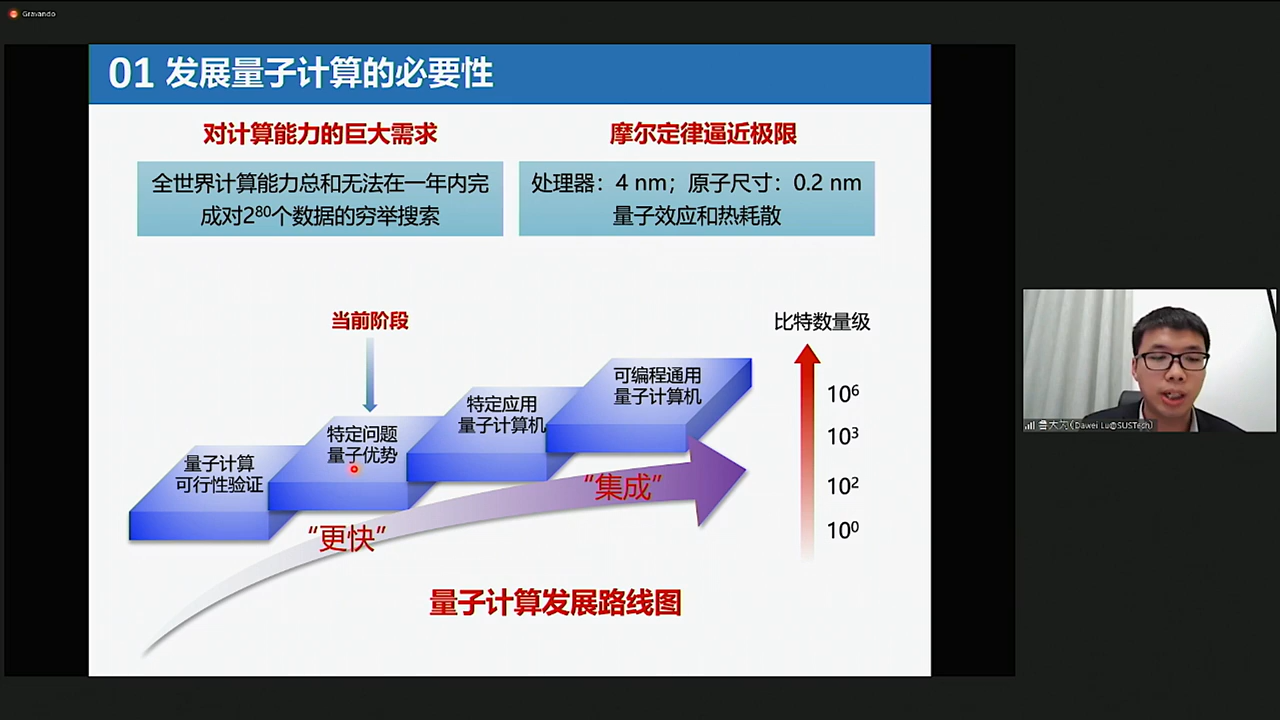 Gravando
01 发展量子计算的必要性
对计算能力的巨大需求
全世界计算能力总和无法在一年内完
成对2⁸⁰个数据的穷举搜索
摩尔定律逼近极限
处理器：4 nm；原子尺寸：0.2 nm
量子效应和热耗散
当前阶段
量子计算
可行性验证
特定问题
量子优势
特定应用
量子计算机
可编程通用
量子计算机
“更快”
“集成”
比特数量级
10⁶
10³
10²
10⁰
量子计算发展路线图
鲁大为(Dawei Lu@SUSTech)